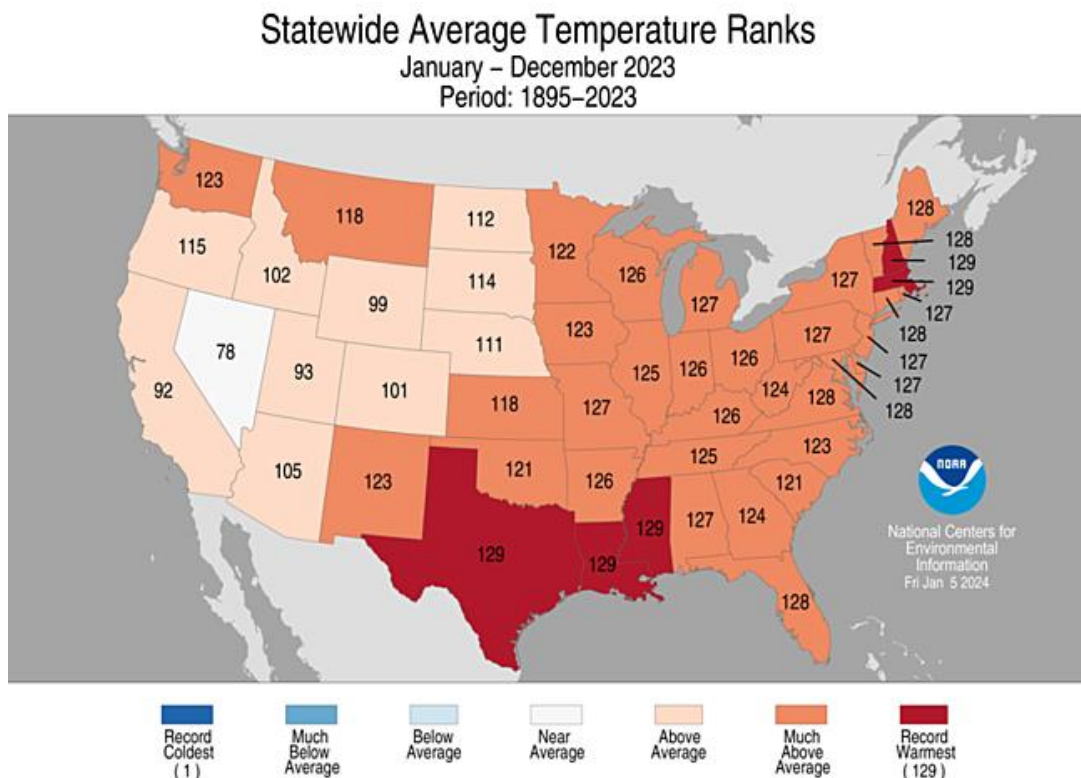 Statewide Average Temperature Ranks
January – December 2023
Period: 1895–2023
123
118
112
122
128
115
102
114
126
128
129
99
127
127
129
78
111
123
127
127
128
93
101
125
126
126
127
92
124
128
127
118
127
126
128
105
123
121
126
125
123
121
129
129
129
127
124
128
NOAA
National Centers for
Environmental
Information
Fri Jan 5 2024
Record
Coldest
(1)
Much
Below
Average
Below
Average
Near
Average
Above
Average
Much
Above
Average
Record
Warmest
(129)